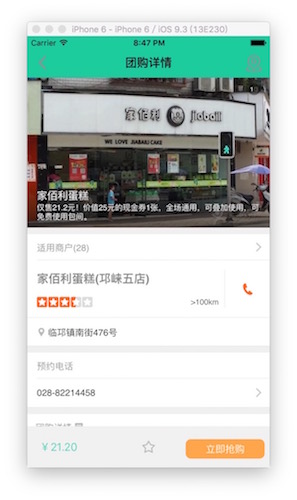 iPhone 6 - iPhone 6 / iOS 9.3 (13E230)
Carrier 8:47 PM
团购详情
家佰利 jiabaili
WE LOVE JIABAILI CAKE
家佰利蛋糕
仅售21.2元！价值25元的现金券1张，全场通用，可叠加使用，可
免费使用包间。
适用商户(28)
家佰利蛋糕(邛崃五店)
>100km
临邛镇南街476号
预约电话
028-82214458
团购详情
¥ 21.20
立即抢购